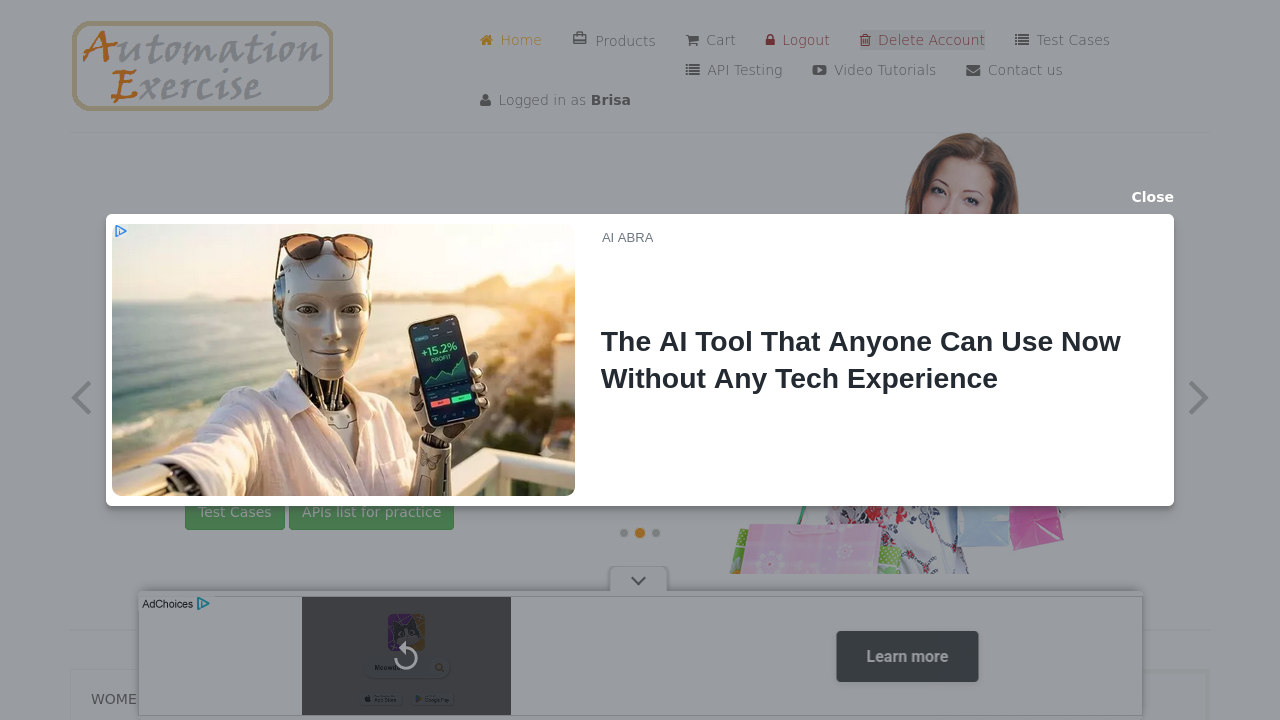 Automation
Exercise
Home
Products
Cart
Logout
Delete Account
Test Cases
API Testing
Video Tutorials
Contact us
Logged in as Brisa
Close
AI ABRA
The AI Tool That Anyone Can Use Now
Without Any Tech Experience
+15.2%
PROFIT
Test Cases
APIs list for practice
AdChoices
Learn more
WOME